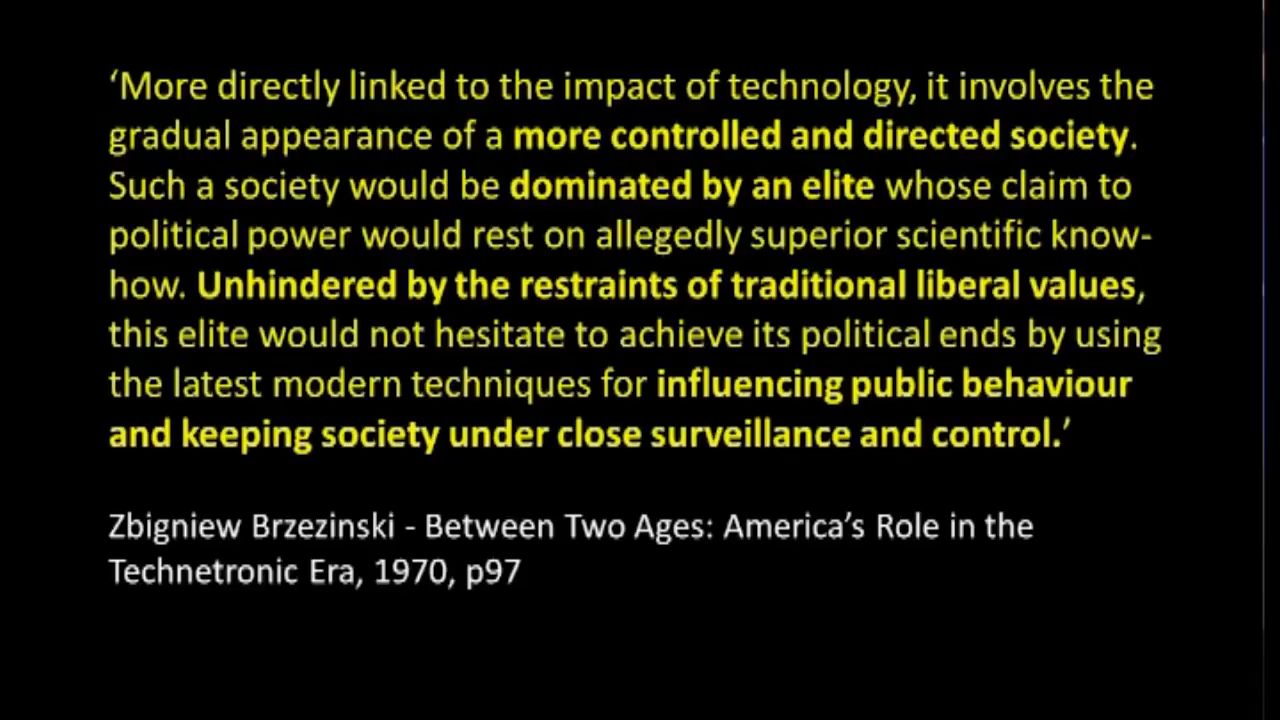 ‘More directly linked to the impact of technology, it involves the
gradual appearance of a more controlled and directed society.
Such a society would be dominated by an elite whose claim to
political power would rest on allegedly superior scientific know-
how. Unhindered by the restraints of traditional liberal values,
this elite would not hesitate to achieve its political ends by using
the latest modern techniques for influencing public behaviour
and keeping society under close surveillance and control.’
Zbigniew Brzezinski - Between Two Ages: America’s Role in the
Technetronic Era, 1970, p97